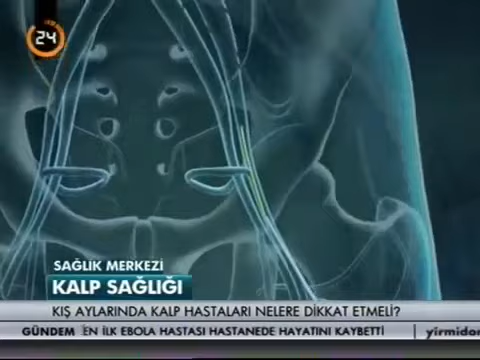 24
SAĞLIK MERKEZİ
KALP SAĞLIĞI
KIŞ AYLARINDA KALP HASTALARI NELERE DİKKAT ETMELİ?
GÜNDEM EN İLK EBOLA HASTASI HASTANEDE HAYATINI KAYBETTİ yirmidor